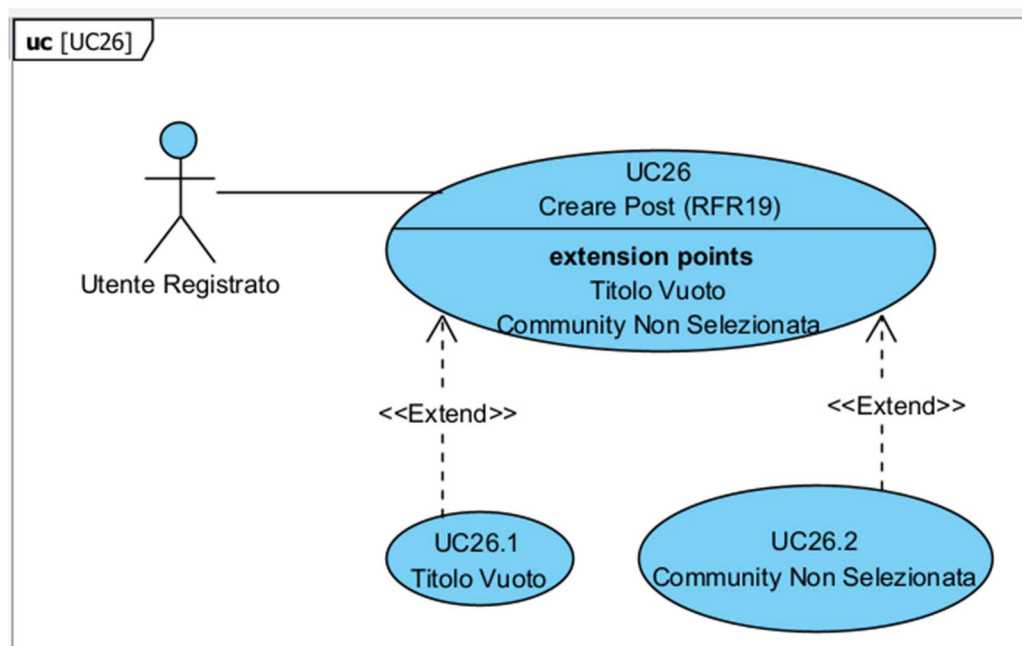 uc [UC26]
UC26
Creare Post (RFR19)
extension points
Titolo Vuoto
Community Non Selezionata
Utente Registrato
<<Extend>>
<<Extend>>
UC26.1
Titolo Vuoto
UC26.2
Community Non Selezionata